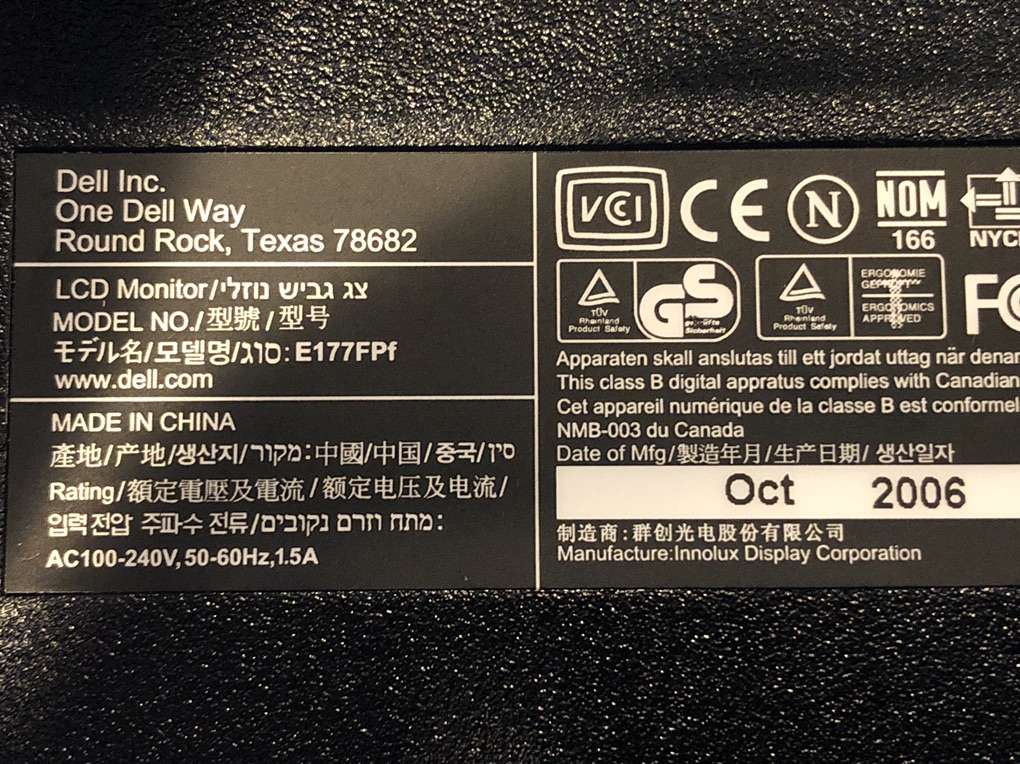 Dell Inc.
One Dell Way
Round Rock, Texas 78682
LCD Monitor/צג גביש נוזלי
MODEL NO./型號/型号
モデル名/모델명/סוג: E177FPf
www.dell.com
MADE IN CHINA
產地/产地/생산지/מקור:中國/中国/중국/סין
Rating/額定電壓及電流/额定电压及电流/
입력 전압 주파수 전류/מתח וזרם נקובים:
AC100-240V,50-60Hz,1.5A
VCCI
CE
N
NOM
166
NYCE
TÜV
Rheinland
Product Safety
GS
geprüfte
Sicherheit
TÜV
Rheinland
Product Safety
ERGONOMIE
GEPRÜFT
ERGONOMICS
APPROVED
FC
Apparaten skall anslutas till ett jordat uttag när denan
This class B digital appratus complies with Canadian
Cet appareil numérique de la classe B est conforme
NMB-003 du Canada
Date of Mfg/製造年月/生产日期/ 생산일자
Oct 2006
制造商:群创光电股份有限公司
Manufacture:Innolux Display Corporation